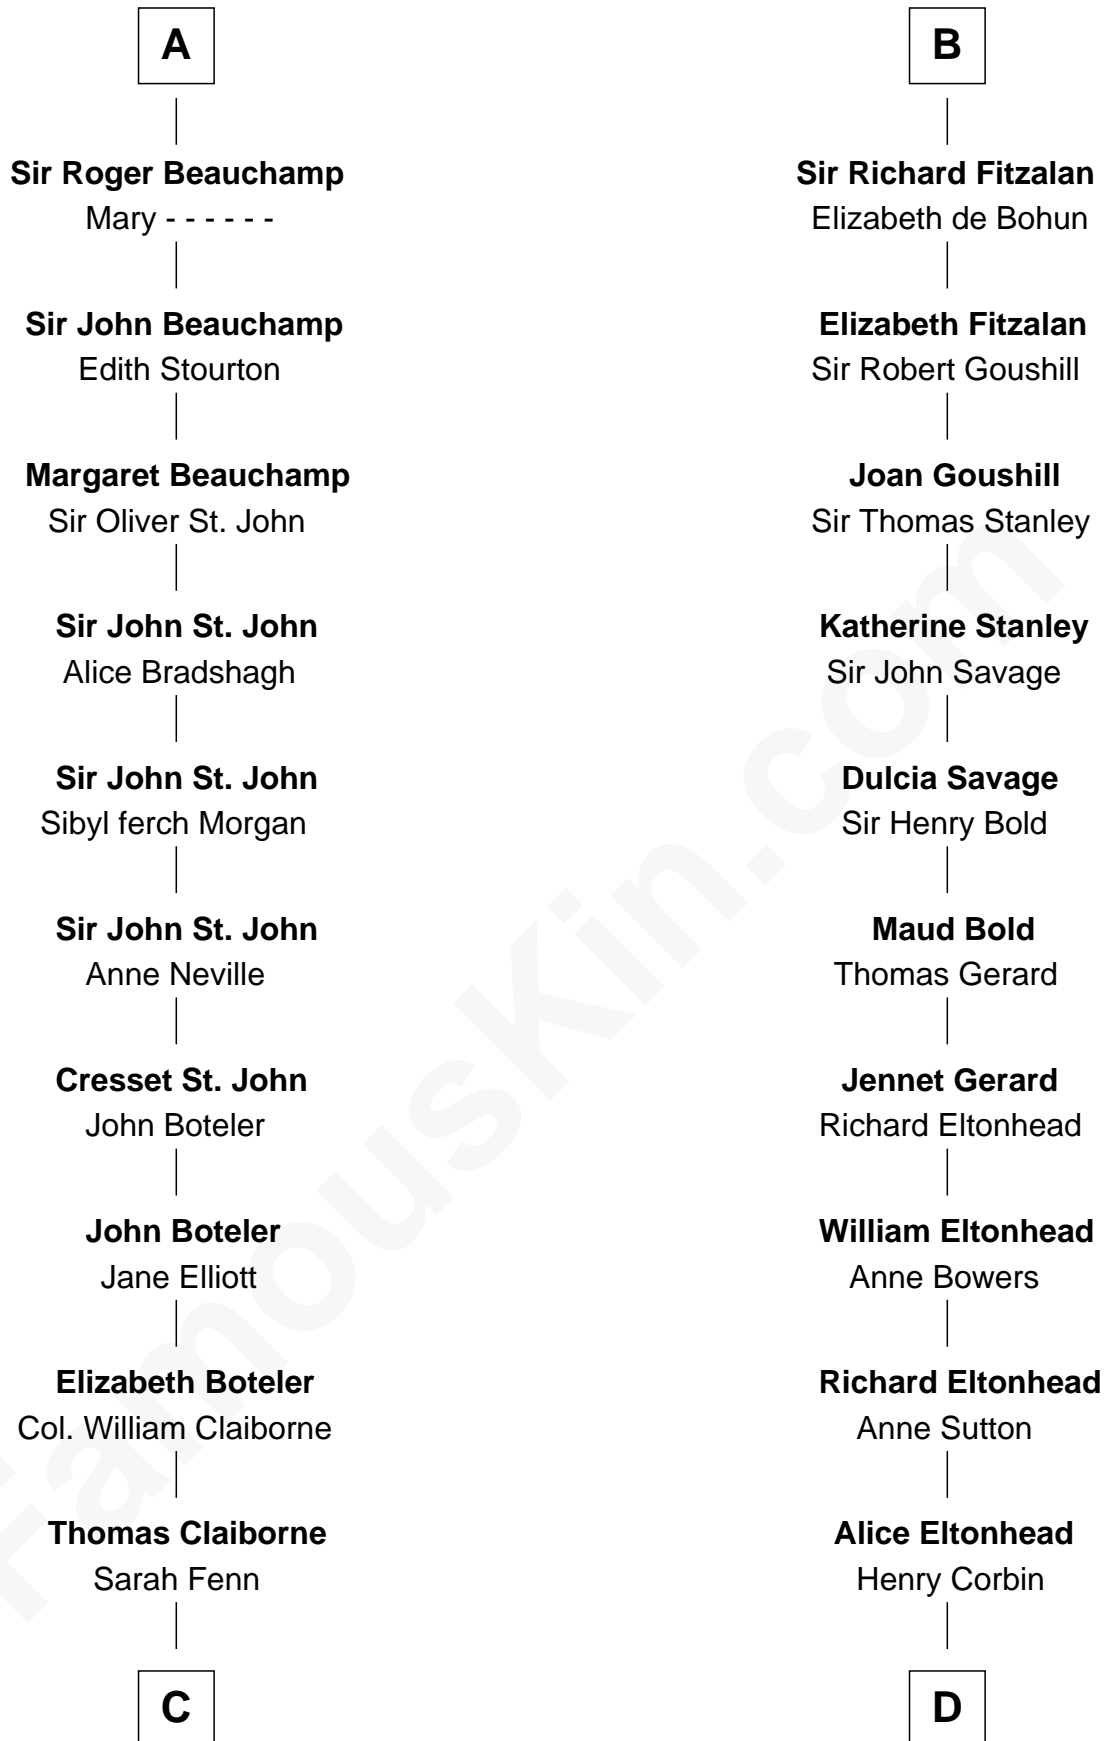 A
Sir Roger Beauchamp
Mary - - - - - -
Sir John Beauchamp
Edith Stourton
Margaret Beauchamp
Sir Oliver St. John
Sir John St. John
Alice Bradshagh
Sir John St. John
Sibyl ferch Morgan
Sir John St. John
Anne Neville
Cresset St. John
John Boteler
John Boteler
Jane Elliott
Elizabeth Boteler
Col. William Claiborne
Thomas Claiborne
Sarah Fenn
C
B
Sir Richard Fitzalan
Elizabeth de Bohun
Elizabeth Fitzalan
Sir Robert Goushill
Joan Goushill
Sir Thomas Stanley
Katherine Stanley
Sir John Savage
Dulcia Savage
Sir Henry Bold
Maud Bold
Thomas Gerard
Jennet Gerard
Richard Eltonhead
William Eltonhead
Anne Bowers
Richard Eltonhead
Anne Sutton
Alice Eltonhead
Henry Corbin
D
FamousKin.com